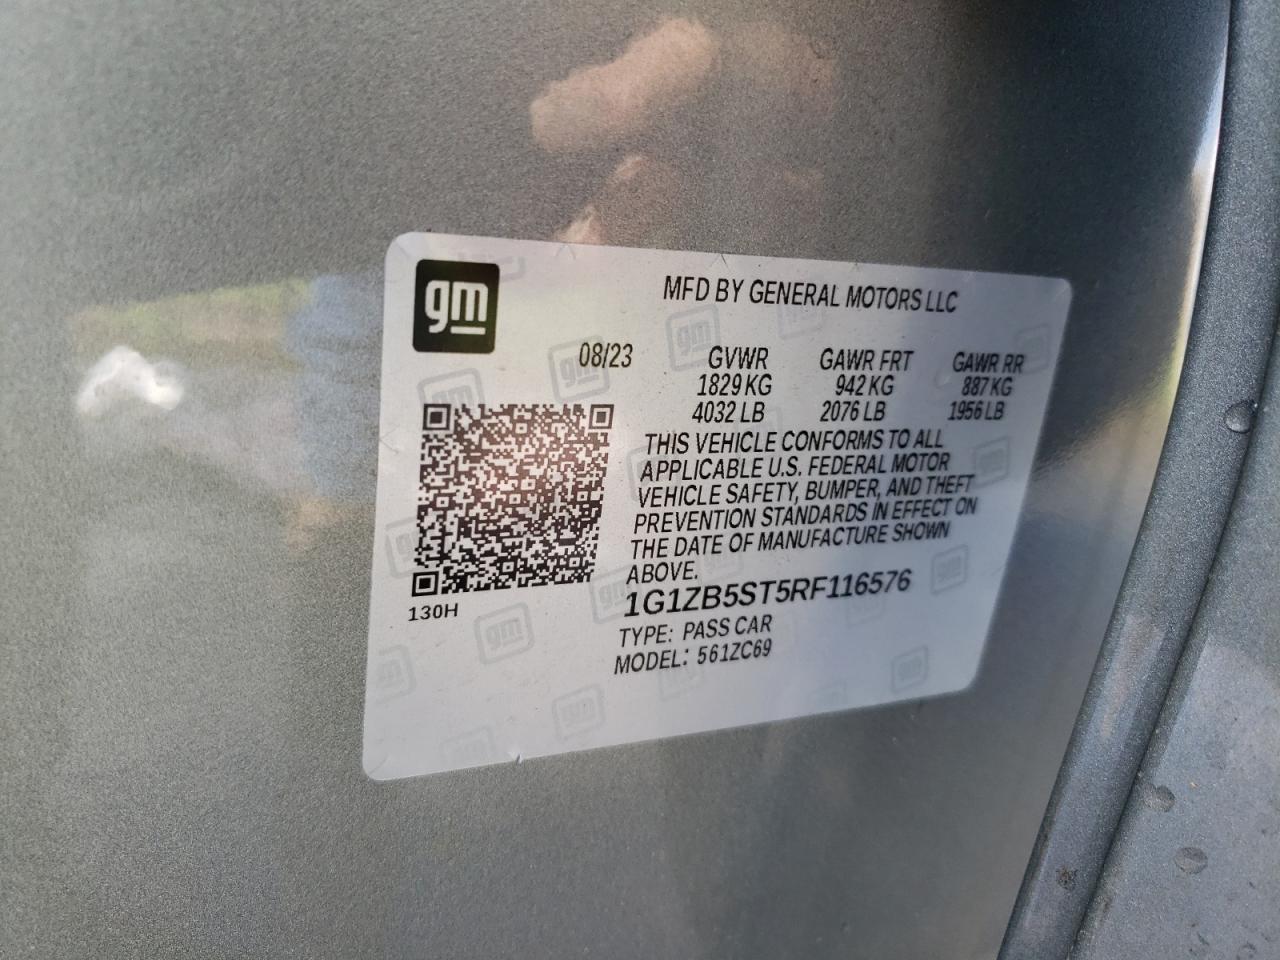 gm
MFD BY GENERAL MOTORS LLC
08/23 GVWR GAWR FRT GAWR RR
1829 KG 942 KG 887 KG
4032 LB 2076 LB 1956 LB
THIS VEHICLE CONFORMS TO ALL
APPLICABLE U.S. FEDERAL MOTOR
VEHICLE SAFETY, BUMPER, AND THEFT
PREVENTION STANDARDS IN EFFECT ON
THE DATE OF MANUFACTURE SHOWN
ABOVE.
130H
1G1ZB5ST5RF116576
TYPE: PASS CAR
MODEL: 561ZC69